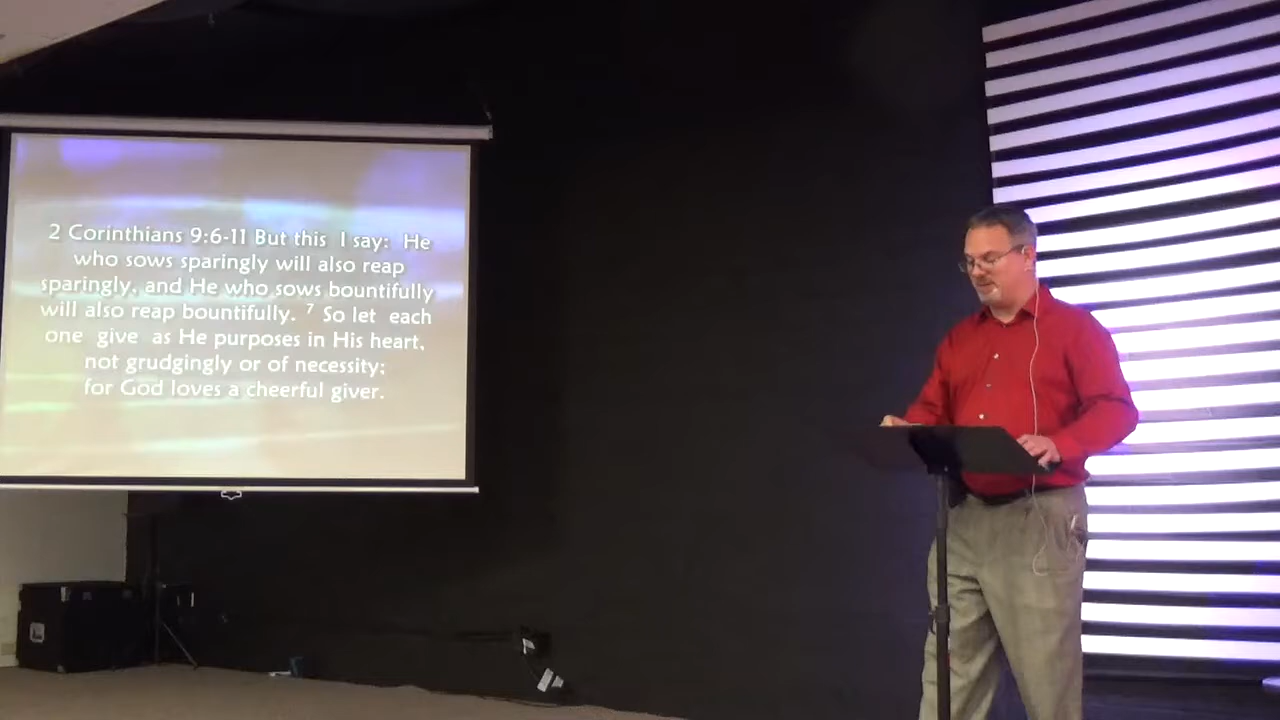 2 Corinthians 9:6-11 But this I say: He
who sows sparingly will also reap
sparingly, and He who sows bountifully
will also reap bountifully. ⁷ So let each
one give as He purposes in His heart,
not grudgingly or of necessity;
for God loves a cheerful giver.